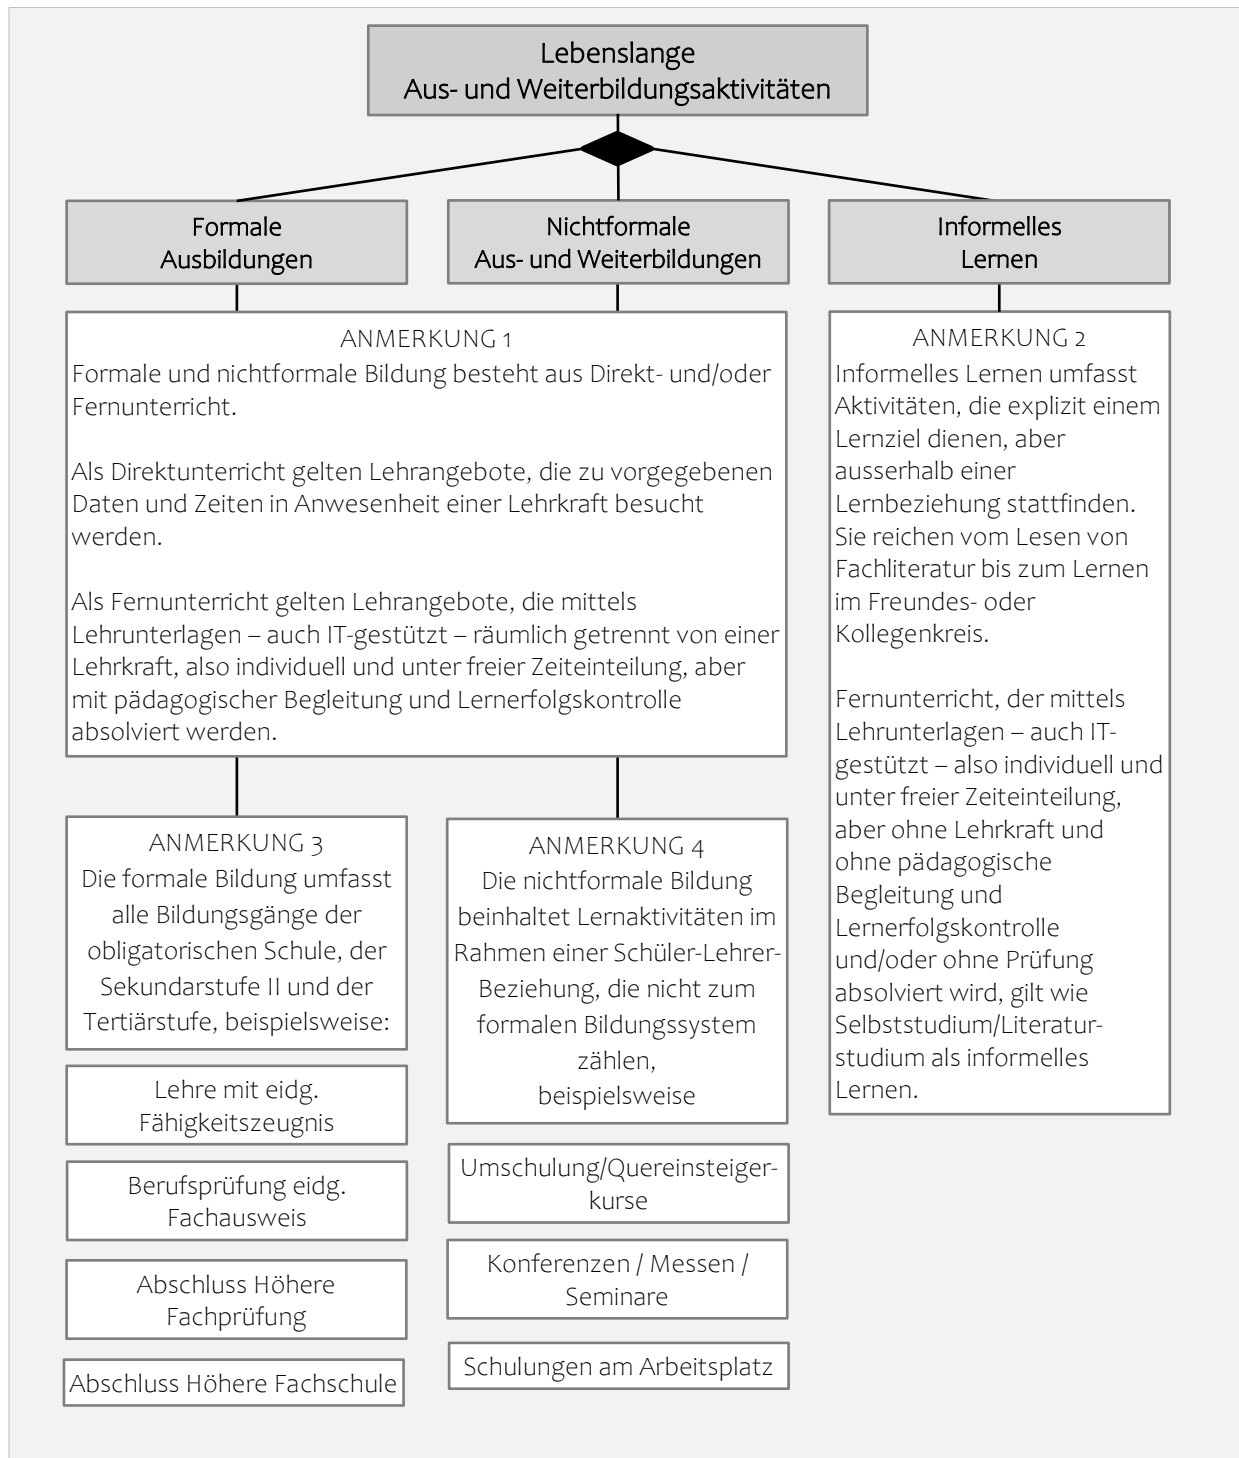 Lebenslange
Aus- und Weiterbildungsaktivitäten
Formale
Ausbildungen
Nichtformale
Aus- und Weiterbildungen
Informelles
Lernen
ANMERKUNG 1
Formale und nichtformale Bildung besteht aus Direkt- und/oder
Fernunterricht.
Als Direktunterricht gelten Lehrangebote, die zu vorgegebenen
Daten und Zeiten in Anwesenheit einer Lehrkraft besucht
werden.
Als Fernunterricht gelten Lehrangebote, die mittels
Lehrunterlagen – auch IT-gestützt – räumlich getrennt von einer
Lehrkraft, also individuell und unter freier Zeiteinteilung, aber
mit pädagogischer Begleitung und Lernerfolgskontrolle
absolviert werden.
ANMERKUNG 2
Informelles Lernen umfasst
Aktivitäten, die explizit einem
Lernziel dienen, aber
ausserhalb einer
Lernbeziehung stattfinden.
Sie reichen vom Lesen von
Fachliteratur bis zum Lernen
im Freundes- oder
Kollegenkreis.
Fernunterricht, der mittels
Lehrunterlagen – auch IT-
gestützt – also individuell und
unter freier Zeiteinteilung,
aber ohne Lehrkraft und
ohne pädagogische
Begleitung und
Lernerfolgskontrolle
und/oder ohne Prüfung
absolviert wird, gilt wie
Selbststudium/Literatur-
studium als informelles
Lernen.
ANMERKUNG 3
Die formale Bildung umfasst
alle Bildungsgänge der
obligatorischen Schule, der
Sekundarstufe II und der
Tertiärstufe, beispielsweise:
Lehre mit eidg.
Fähigkeitszeugnis
Berufsprüfung eidg.
Fachausweis
Abschluss Höhere
Fachprüfung
Abschluss Höhere Fachschule
ANMERKUNG 4
Die nichtformale Bildung
beinhaltet Lernaktivitäten im
Rahmen einer Schüler-Lehrer-
Beziehung, die nicht zum
formalen Bildungssystem
zählen,
beispielsweise
Umschulung/Quereinsteiger-
kurse
Konferenzen / Messen /
Seminare
Schulungen am Arbeitsplatz